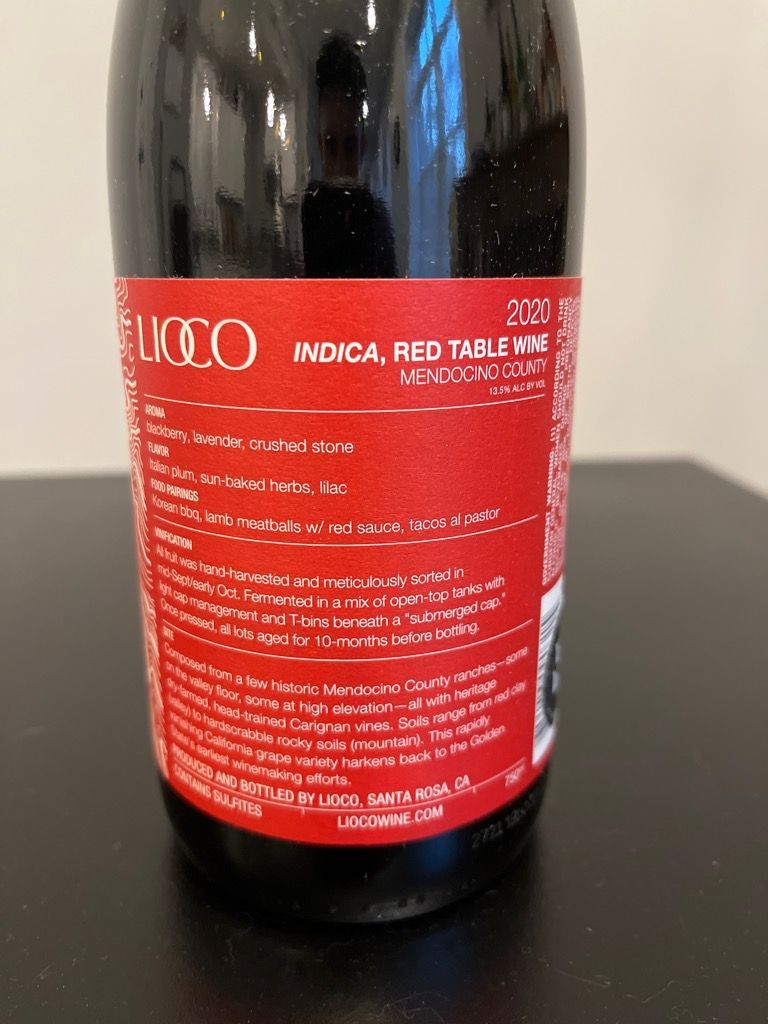 LIOCO
2020
INDICA, RED TABLE WINE
MENDOCINO COUNTY
13.5% ALC BY VOL
AROMA
blackberry, lavender, crushed stone
FLAVOR
Italian plum, sun-baked herbs, lilac
FOOD PAIRINGS
Korean bbq, lamb meatballs w/ red sauce, tacos al pastor
VINIFICATION
All fruit was hand-harvested and meticulously sorted in
mid-Sept/early Oct. Fermented in a mix of open-top tanks with
light cap management and T-bins beneath a "submerged cap."
Once pressed, all lots aged for 10-months before bottling.
SITE
Composed from a few historic Mendocino County ranches—some
on the valley floor, some at high elevation—all with heritage
dry-farmed, head-trained Carignan vines. Soils range from red clay
(valley) to hardscrabble rocky soils (mountain). This rapidly
vanishing California grape variety harkens back to the Golden
State's earliest winemaking efforts.
PRODUCED AND BOTTLED BY LIOCO, SANTA ROSA, CA
750
CONTAINS SULFITES
LIOCOWINE.COM
WARNING: (1) ACCORDING TO THE